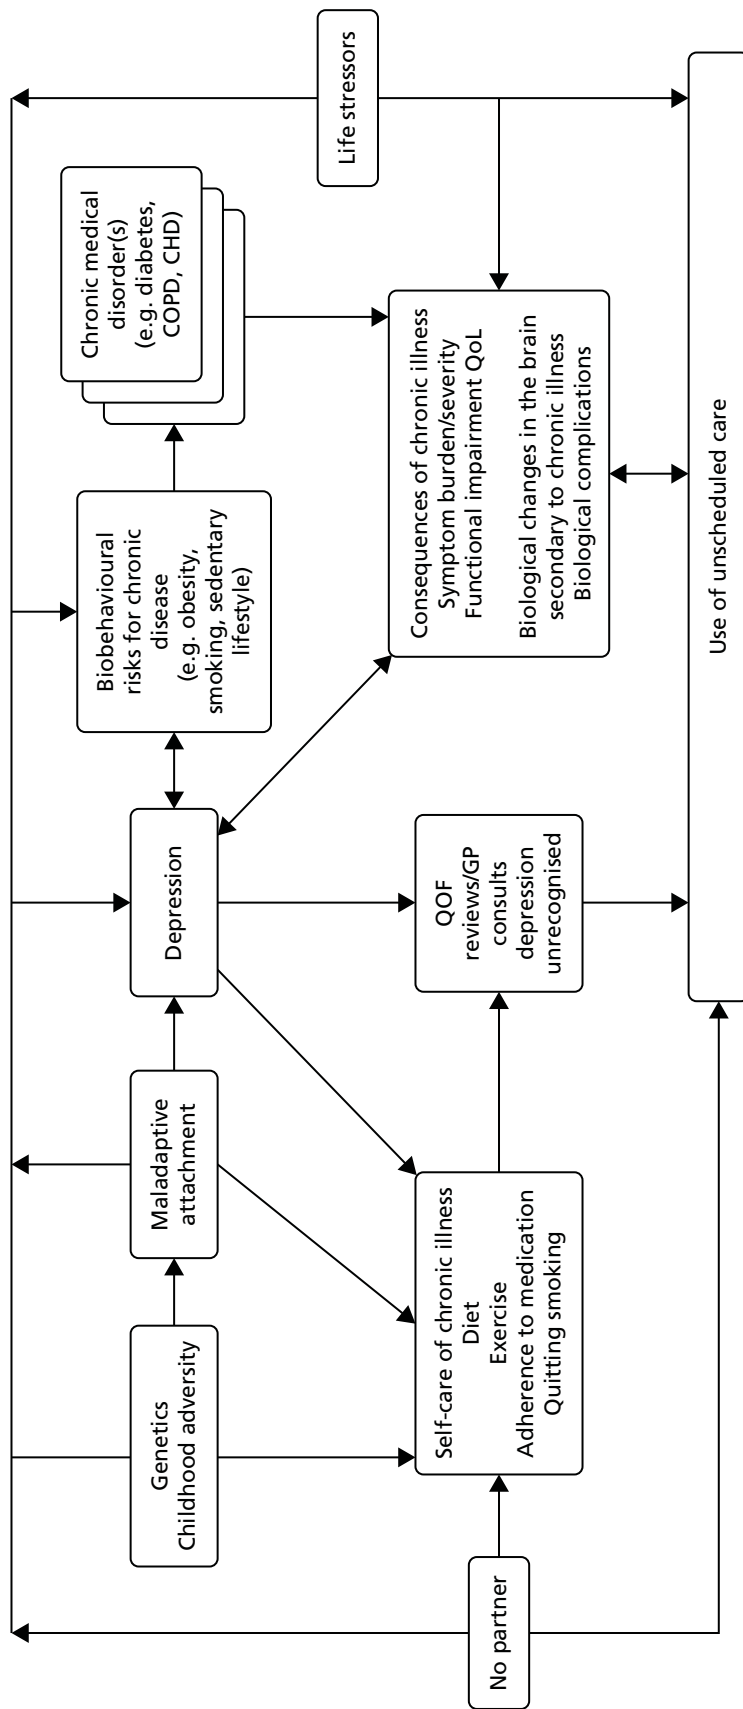 Genetics
Childhood adversity
Maladaptive
attachment
Depression
Biobehavioural
risks for chronic
disease
(e.g. obesity,
smoking, sedentary
lifestyle)
Chronic medical
disorder(s)
(e.g. diabetes,
COPD, CHD)
No partner
Self-care of chronic illness
Diet
Exercise
Adherence to medication
Quitting smoking
QOF
reviews/GP
consults
depression
unrecognised
Consequences of chronic illness
Symptom burden/severity
Functional impairment QoL
Biological changes in the brain
secondary to chronic illness
Biological complications
Life stressors
Use of unscheduled care